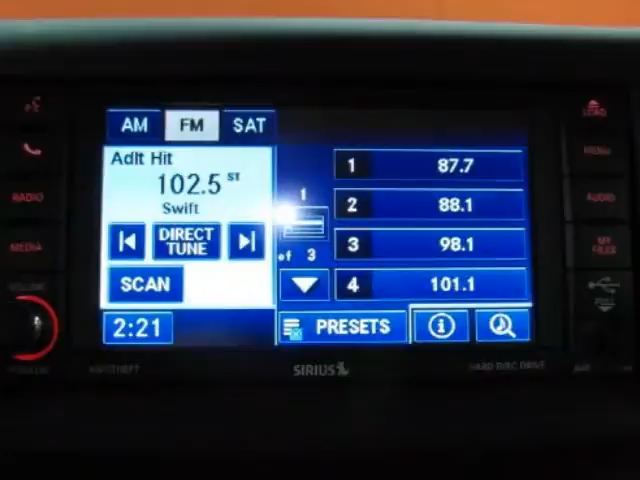 AM FM SAT
Adlt Hit
102.5 ST
Swift
DIRECT
TUNE
SCAN
2:21
1
of 3
1 87.7
2 88.1
3 98.1
4 101.1
PRESETS
RADIO
MEDIA
LOAD
MENU
AUDIO
MY
FILES
SIRIUS
HARD DISC DRIVE